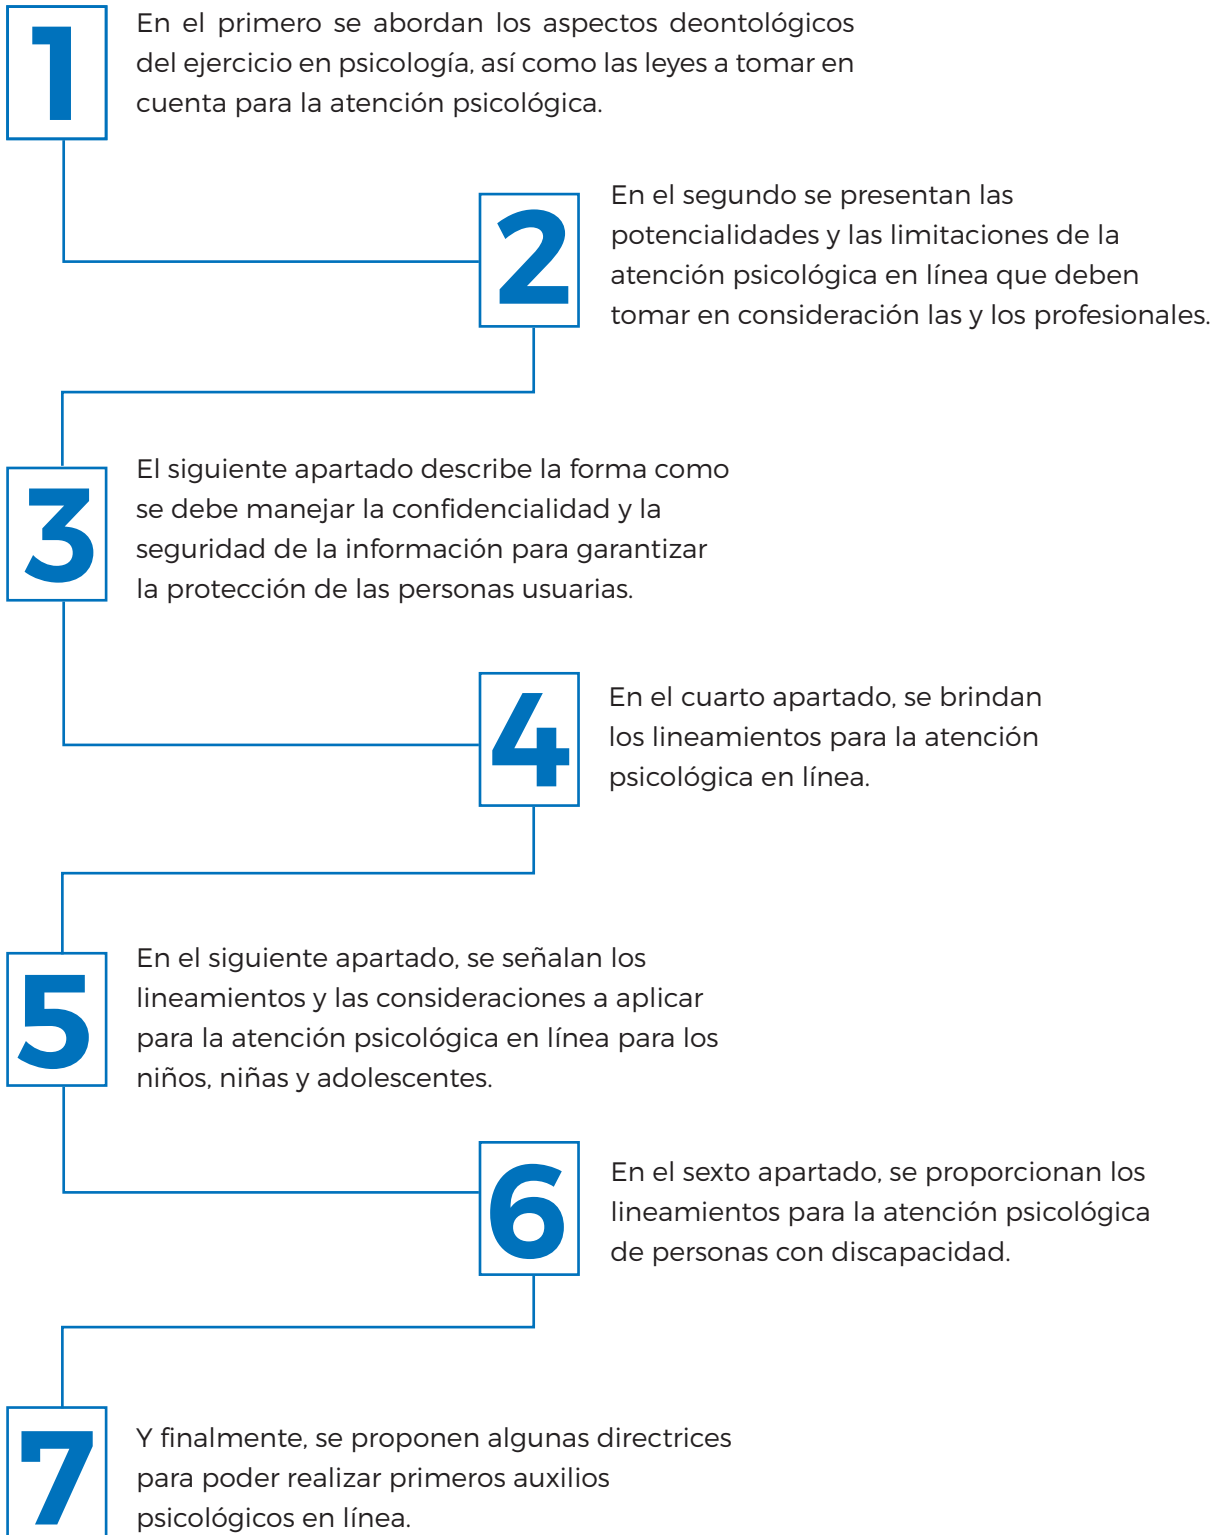 1
En el primero se abordan los aspectos deontológicos
del ejercicio en psicología, así como las leyes a tomar en
cuenta para la atención psicológica.
2
En el segundo se presentan las
potencialidades y las limitaciones de la
atención psicológica en línea que deben
tomar en consideración las y los profesionales.
3
El siguiente apartado describe la forma como
se debe manejar la confidencialidad y la
seguridad de la información para garantizar
la protección de las personas usuarias.
4
En el cuarto apartado, se brindan
los lineamientos para la atención
psicológica en línea.
5
En el siguiente apartado, se señalan los
lineamientos y las consideraciones a aplicar
para la atención psicológica en línea para los
niños, niñas y adolescentes.
6
En el sexto apartado, se proporcionan los
lineamientos para la atención psicológica
de personas con discapacidad.
7
Y finalmente, se proponen algunas directrices
para poder realizar primeros auxilios
psicológicos en línea.